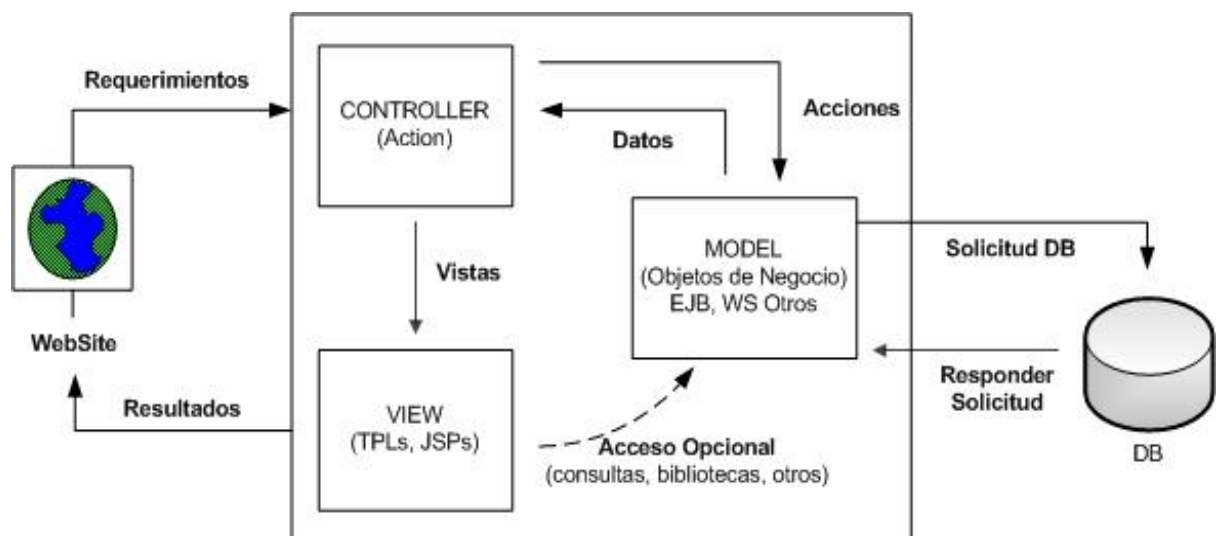 Requerimientos
CONTROLLER
(Action)
Acciones
Datos
MODEL
(Objetos de Negocio)
EJB, WS Otros
Solicitud DB
Vistas
WebSite
Responder
Solicitud
Resultados
VIEW
(TPLs, JSPs)
Acceso Opcional
(consultas, bibliotecas, otros)
DB